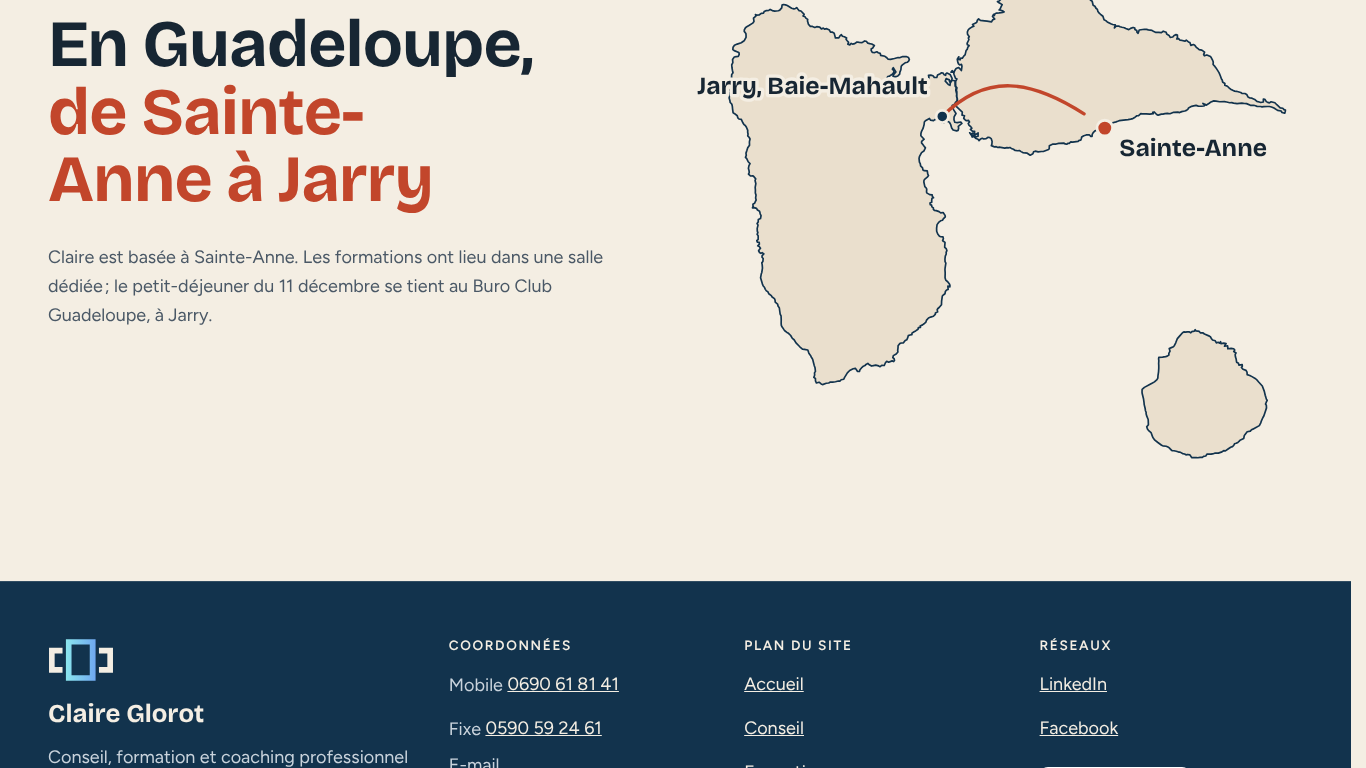 En Guadeloupe,
de Sainte-
Anne à Jarry
Claire est basée à Sainte-Anne. Les formations ont lieu dans une salle
dédiée ; le petit-déjeuner du 11 décembre se tient au Buro Club
Guadeloupe, à Jarry.
Jarry, Baie-Mahault
Sainte-Anne
Claire Glorot
Conseil, formation et coaching professionnel
COORDONNÉES
Mobile 0690 61 81 41
Fixe 0590 59 24 61
E-mail
PLAN DU SITE
Accueil
Conseil
RÉSEAUX
LinkedIn
Facebook